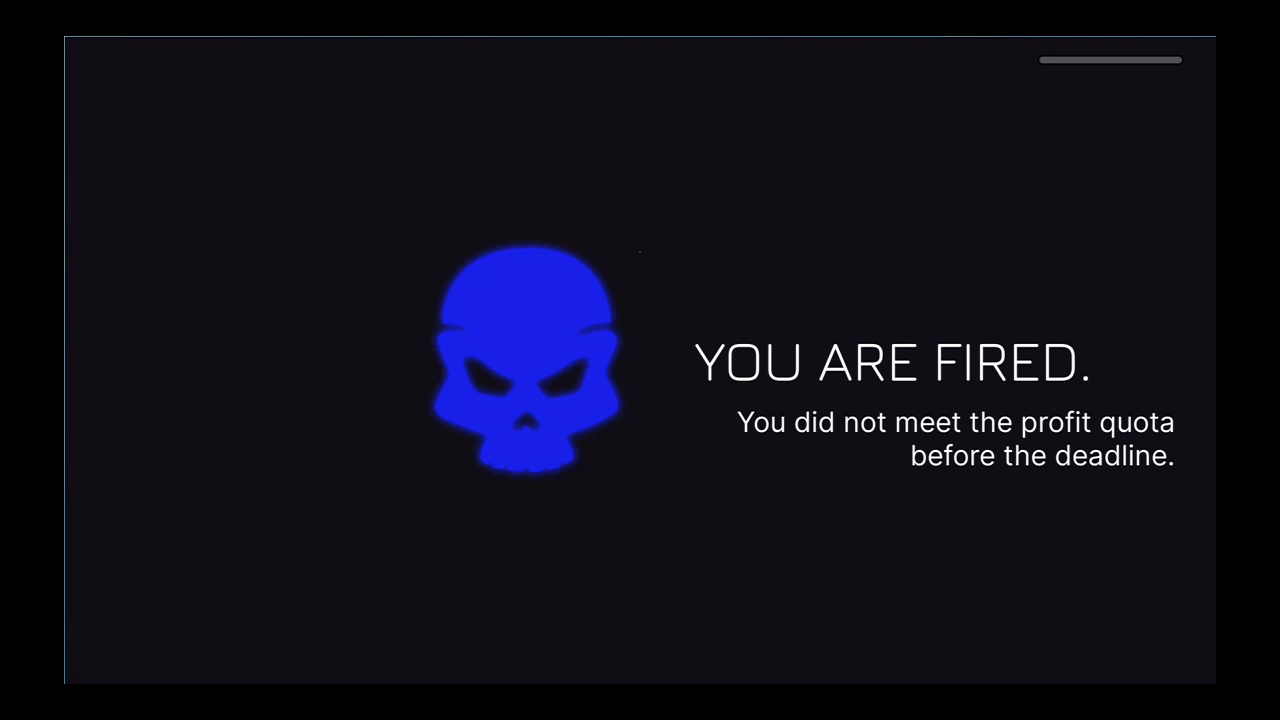 YOU ARE FIRED.
You did not meet the profit quota
before the deadline.